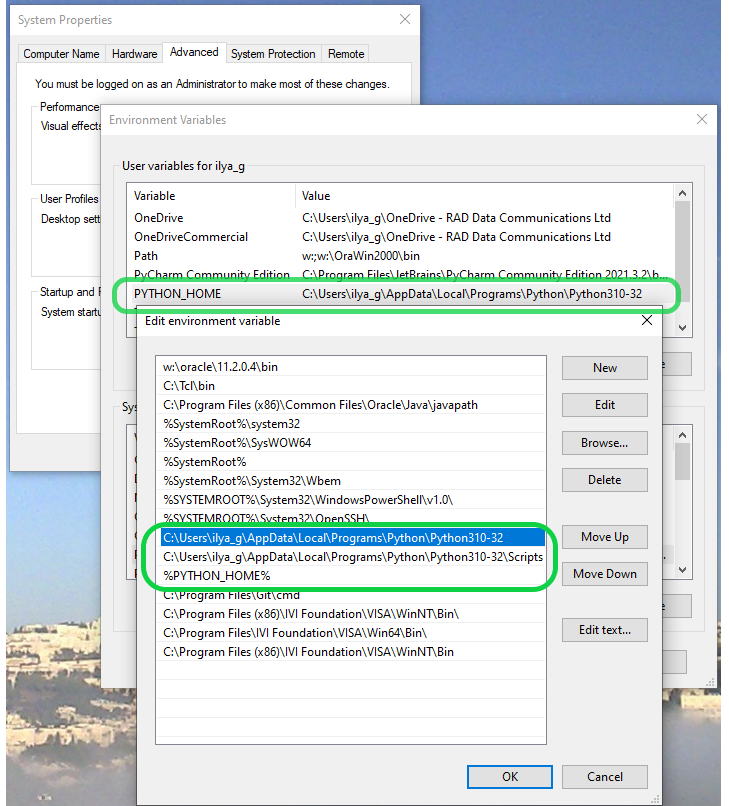 System Properties
Computer Name Hardware Advanced System Protection Remote
You must be logged on as an Administrator to make most of these changes.
Performance
Visual effects
User Profiles
Desktop sett
Startup and
System startu
Environment Variables
User variables for ilya_g
Variable Value
OneDrive C:\Users\ilya_g\OneDrive - RAD Data Communications Ltd
OneDriveCommercial C:\Users\ilya_g\OneDrive - RAD Data Communications Ltd
Path w:;w:\OraWin2000\bin
PyCharm Community Edition C:\Program Files\JetBrains\PyCharm Community Edition 2021.3.2\b...
PYTHON_HOME C:\Users\ilya_g\AppData\Local\Programs\Python\Python310-32
Sys
Edit environment variable
w:\oracle\11.2.0.4\bin
C:\Tcl\bin
C:\Program Files (x86)\Common Files\Oracle\Java\javapath
%SystemRoot%\system32
%SystemRoot%\SysWOW64
%SystemRoot%
%SystemRoot%\System32\Wbem
%SYSTEMROOT%\System32\WindowsPowerShell\v1.0\
%SYSTEMROOT%\System32\OpenSSH\
C:\Users\ilya_g\AppData\Local\Programs\Python\Python310-32
C:\Users\ilya_g\AppData\Local\Programs\Python\Python310-32\Scripts
%PYTHON_HOME%
C:\Program Files\Git\cmd
C:\Program Files (x86)\IVI Foundation\VISA\WinNT\Bin\
C:\Program Files\IVI Foundation\VISA\Win64\Bin\
C:\Program Files (x86)\IVI Foundation\VISA\WinNT\Bin
New
Edit
Browse...
Delete
Move Up
Move Down
Edit text...
OK Cancel